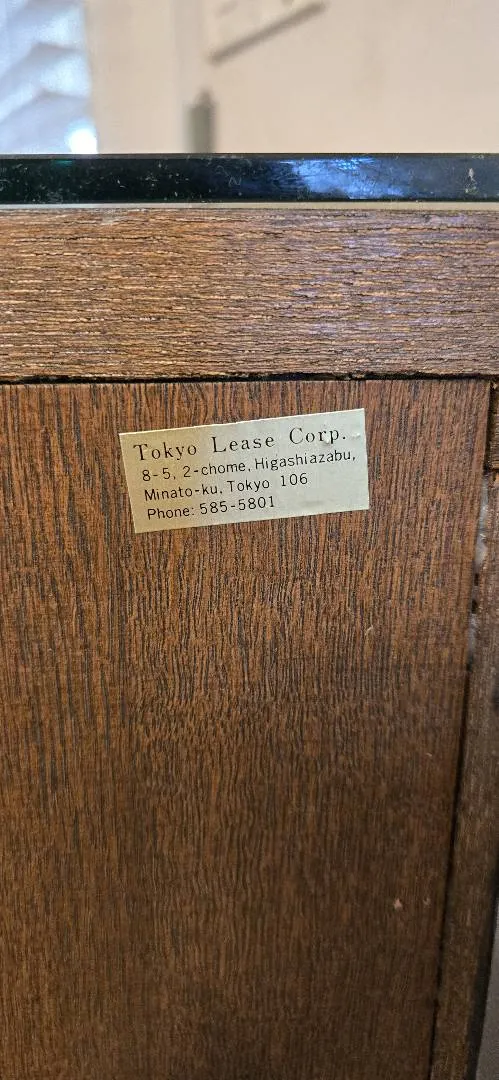 Tokyo Lease Corp.
8-5, 2-chome, Higashiazabu,
Minato-ku, Tokyo 106
Phone: 585-5801